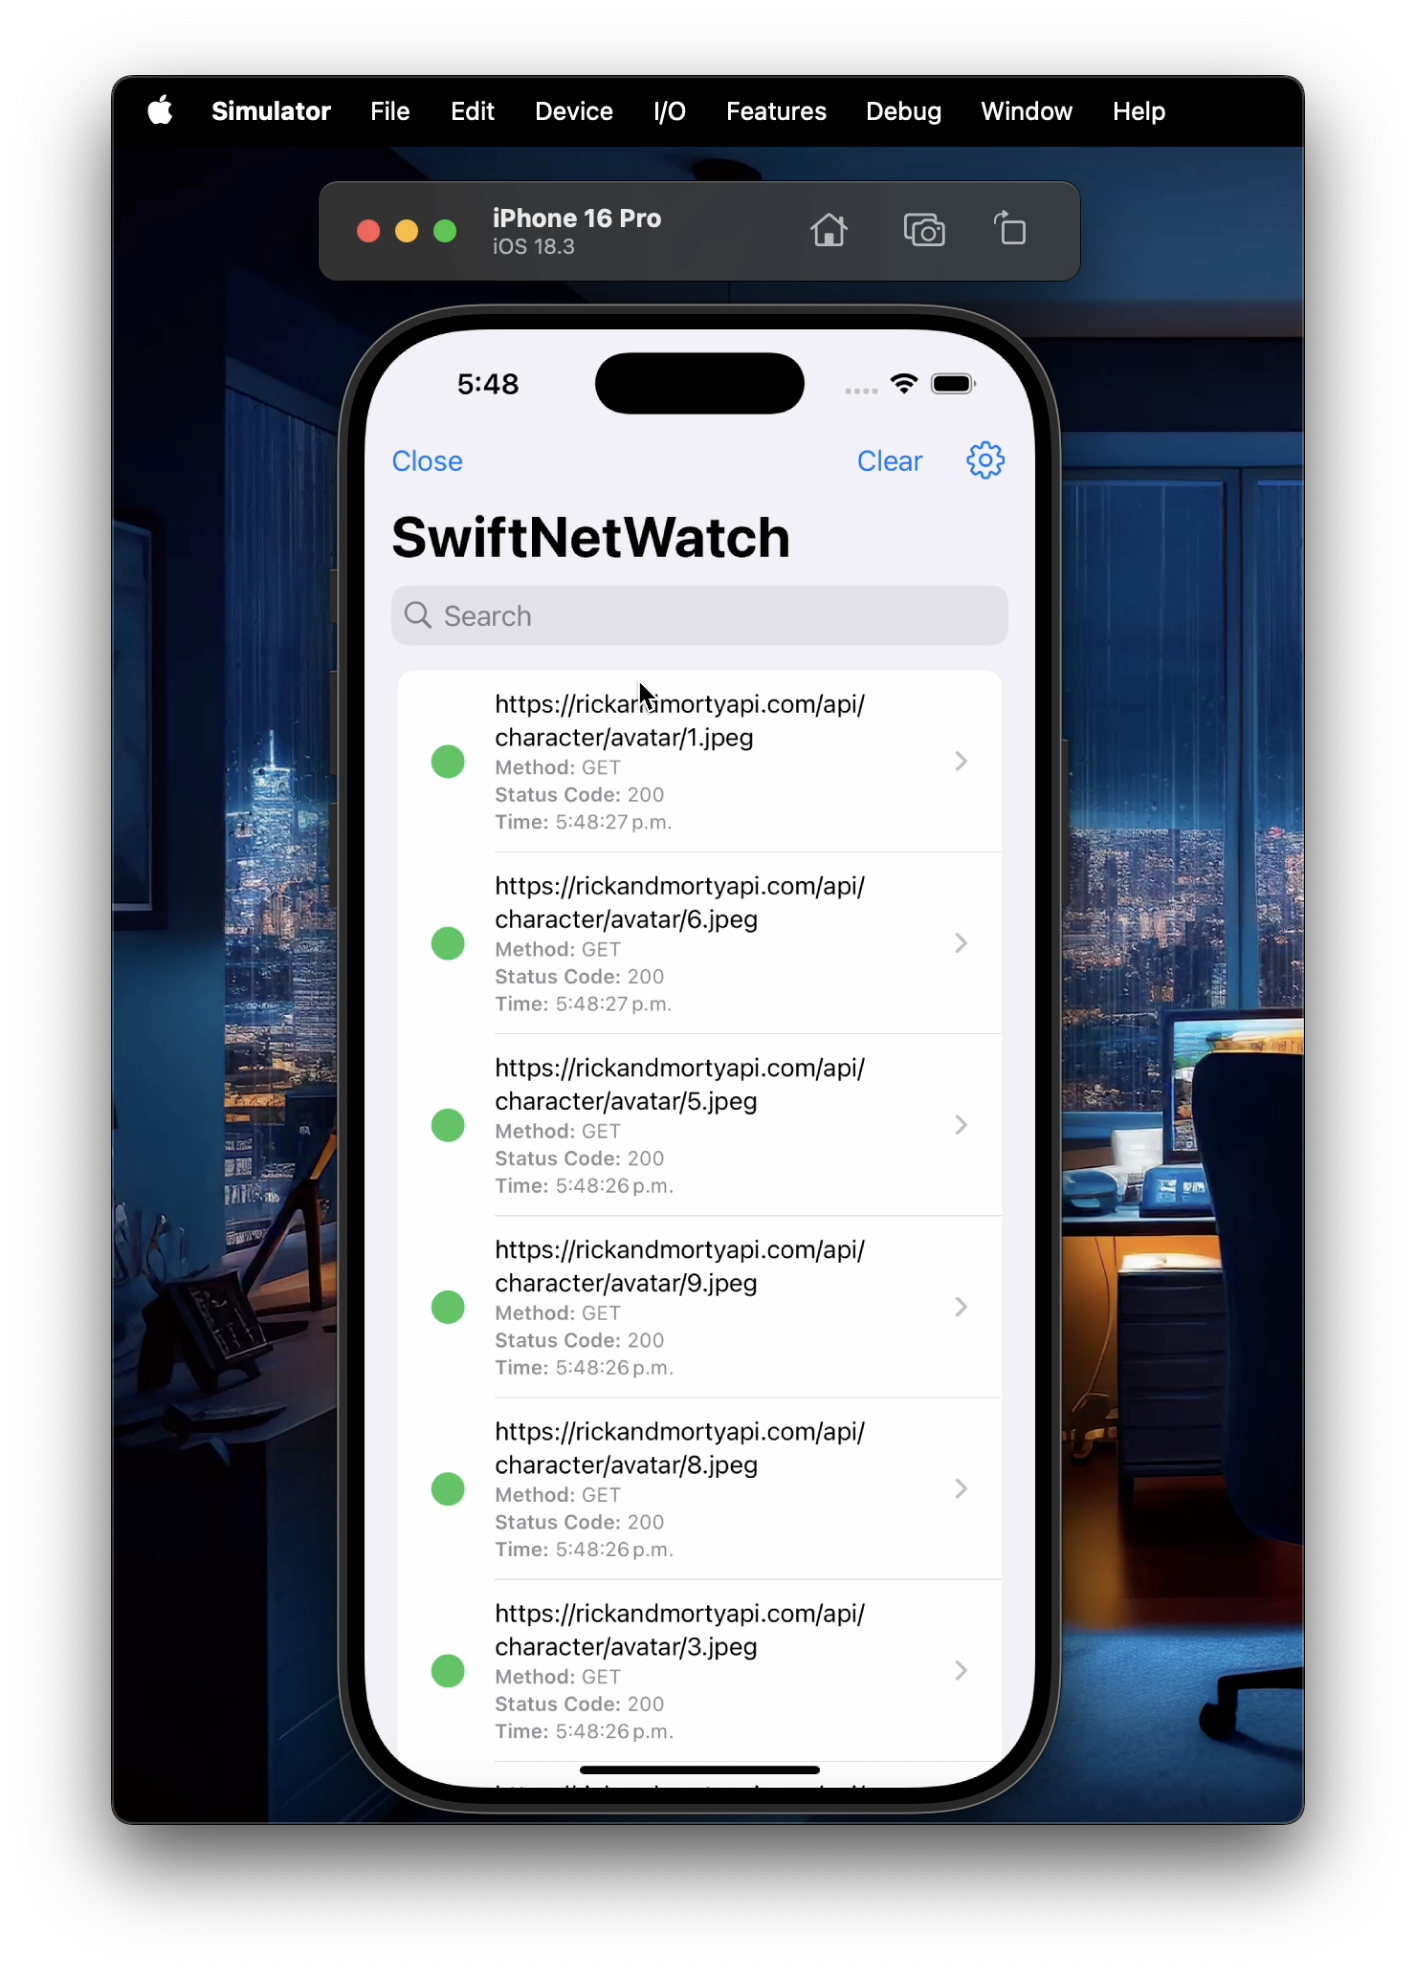 Simulator File Edit Device I/O Features Debug Window Help
iPhone 16 Pro
iOS 18.3
5:48
Close Clear
SwiftNetWatch
Search
https://rickandmortyapi.com/api/
character/avatar/1.jpeg
Method: GET
Status Code: 200
Time: 5:48:27 p.m.
https://rickandmortyapi.com/api/
character/avatar/6.jpeg
Method: GET
Status Code: 200
Time: 5:48:27 p.m.
https://rickandmortyapi.com/api/
character/avatar/5.jpeg
Method: GET
Status Code: 200
Time: 5:48:26 p.m.
https://rickandmortyapi.com/api/
character/avatar/9.jpeg
Method: GET
Status Code: 200
Time: 5:48:26 p.m.
https://rickandmortyapi.com/api/
character/avatar/8.jpeg
Method: GET
Status Code: 200
Time: 5:48:26 p.m.
https://rickandmortyapi.com/api/
character/avatar/3.jpeg
Method: GET
Status Code: 200
Time: 5:48:26 p.m.